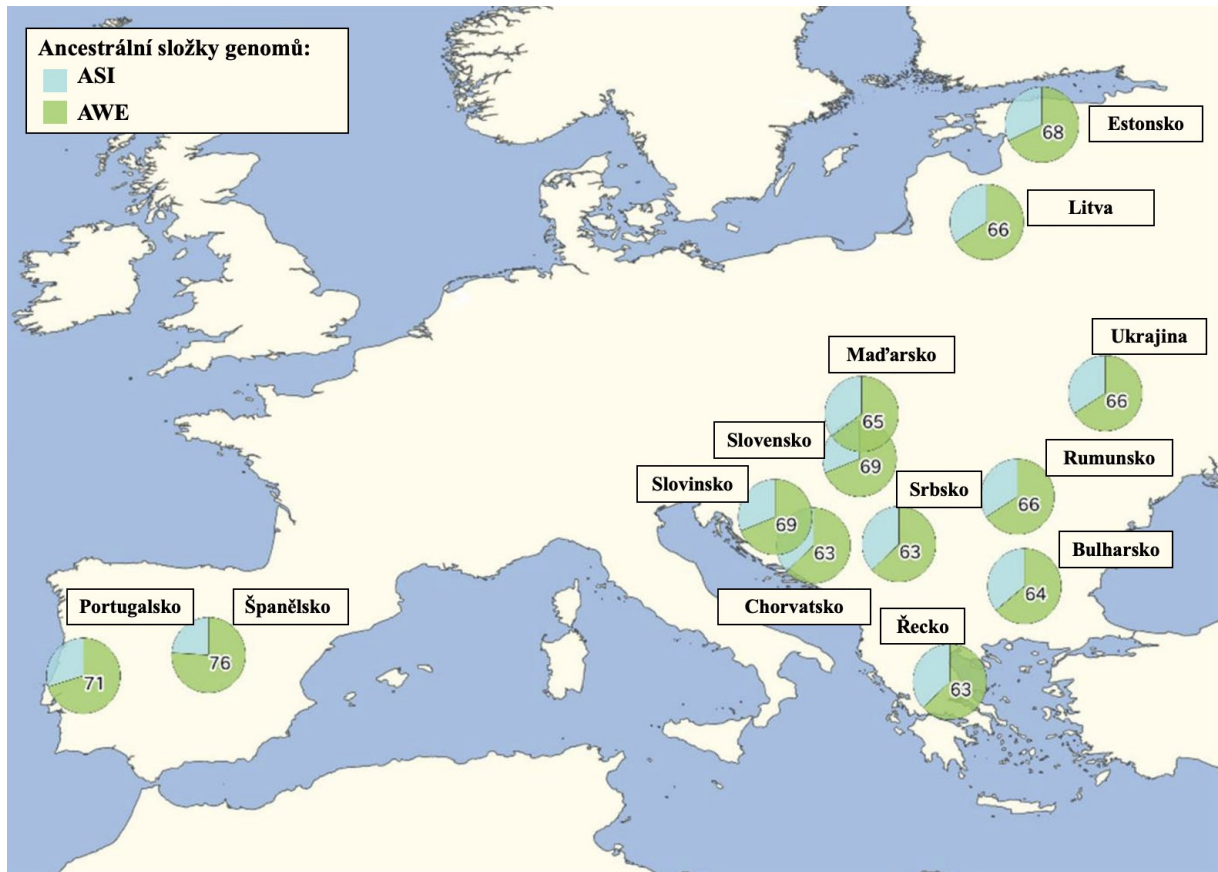 Ancestrální složky genomů:
ASI
AWE
68
Estonsko
Litva
66
Ukrajina
66
Maďarsko
65
Slovensko
69
Slovinsko
69
Srbsko
63
Rumunsko
66
63
Chorvatsko
Bulharsko
64
Řecko
63
Portugalsko
71
Španělsko
76